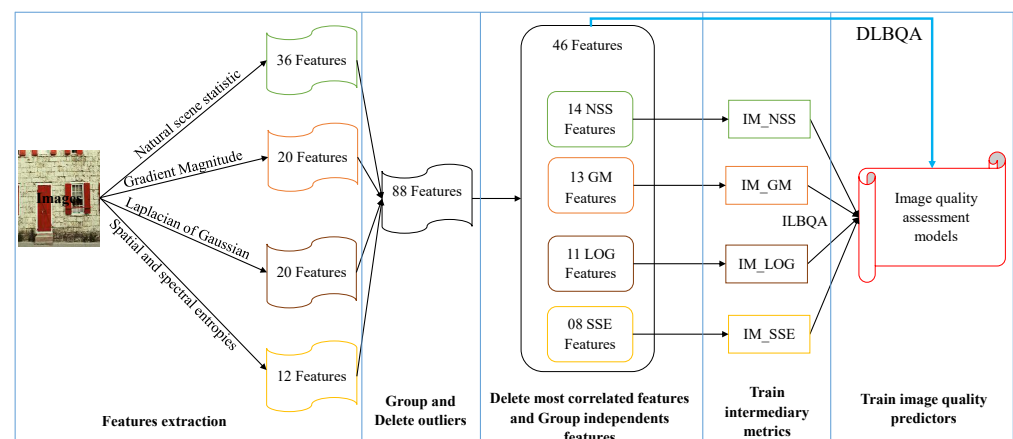 Images
Natural scene statistic
Gradient Magnitude
Laplacian of Gaussian
Spatial and spectral entropies
36 Features
20 Features
20 Features
12 Features
Features extraction
88 Features
Group and
Delete outliers
46 Features
14 NSS
Features
13 GM
Features
11 LOG
Features
08 SSE
Features
Delete most correlated features
and Group independents
features
IM_NSS
IM_GM
IM_LOG
IM_SSE
Train
intermediary
metrics
DLBQA
ILBQA
Image quality
assessment
models
Train image quality
predictors